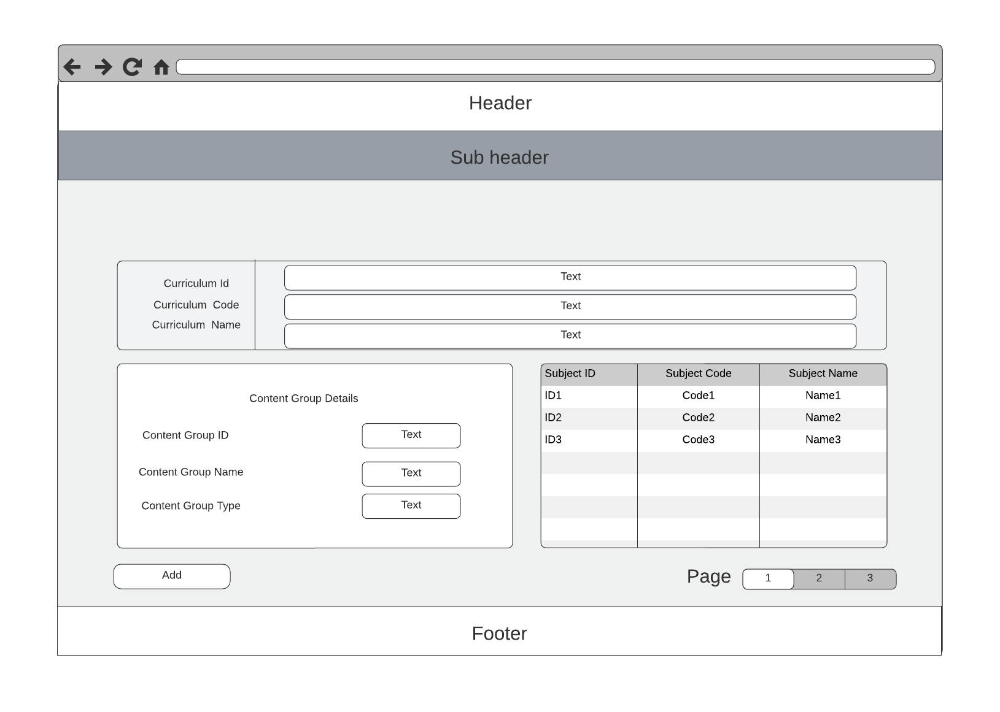 Header
Sub header
Curriculum Id
Text
Curriculum  Code
Text
Curriculum  Name
Text
Content Group Details
Content Group ID
Text
Content Group Name
Text
Content Group Type
Text
Subject ID Subject Code Subject Name
ID1 Code1 Name1
ID2 Code2 Name2
ID3 Code3 Name3
Add
Page 1 2 3
Footer